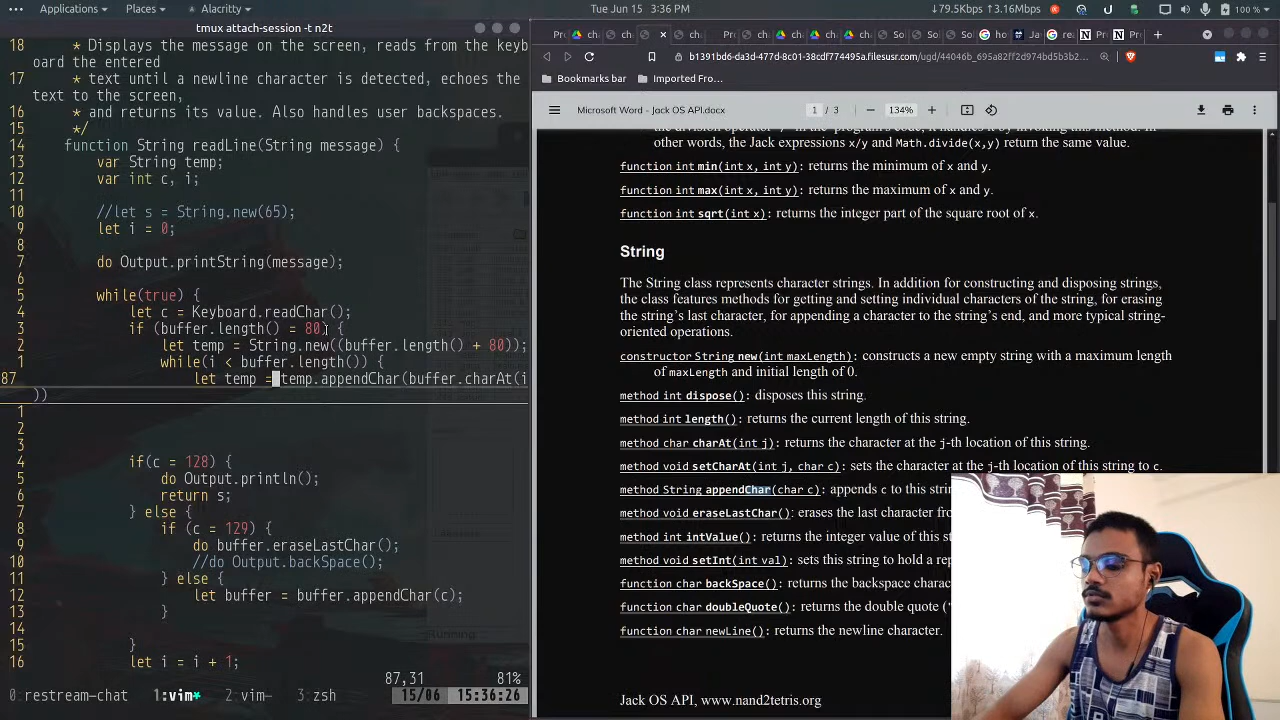 Applications
Places
Alacritty
Tue Jun 15 3:36 PM
79.5Kbps
3.16Mbps
100 %
tmux attach-session -t n2t
18 * Displays the message on the screen, reads from the keyb
oard the entered
17 * text until a newline character is detected, echoes the
text to the screen,
16 * and returns its value. Also handles user backspaces.
15 */
14 function String readLine(String message) {
13 var String temp;
12 var int c, i;
11
10 //let s = String.new(65);
9 let i = 0;
8
7 do Output.printString(message);
6
5 while(true) {
4 let c = Keyboard.readChar();
3 if (buffer.length() = 80) {
2 let temp = String.new((buffer.length() + 80));
1 while(i < buffer.length()) {
87 let temp = temp.appendChar(buffer.charAt(i
))
1
2
3
4 if(c = 128) {
5 do Output.println();
6 return s;
7 } else {
8 if (c = 129) {
9 do buffer.eraseLastChar();
10 //do Output.backSpace();
11 } else {
12 let buffer = buffer.appendChar(c);
13 }
14
15 }
16 let i = i + 1;
87,31 81%
0:restream-chat 1:vim* 2:vim- 3:zsh 15/06 15:36:26
b1391bd6-da3d-477d-8c01-38cdf774495a.filesusr.com/ugd/44046b_695a82ff2d974bd5b3b2...
Bookmarks bar
Imported Fro...
Microsoft Word - Jack OS API.docx
1 / 3
134%
the division operator '/' in the program's code, it handles it by invoking this method. In
other words, the Jack expressions x/y and Math.divide(x,y) return the same value.
function int min(int x, int y): returns the minimum of x and y.
function int max(int x, int y): returns the maximum of x and y.
function int sqrt(int x): returns the integer part of the square root of x.
String
The String class represents character strings. In addition for constructing and disposing strings,
the class features methods for getting and setting individual characters of the string, for erasing
the string's last character, for appending a character to the string's end, and more typical string-
oriented operations.
constructor String new(int maxLength): constructs a new empty string with a maximum length
of maxLength and initial length of 0.
method int dispose(): disposes this string.
method int length(): returns the current length of this string.
method char charAt(int j): returns the character at the j-th location of this string.
method void setCharAt(int j, char c): sets the character at the j-th location of this string to c.
method String appendChar(char c): appends c to this stri
method void eraseLastChar(): erases the last character fro
method int intValue(): returns the integer value of this st
method void setInt(int val): sets this string to hold a rep
function char backSpace(): returns the backspace charac
function char doubleQuote(): returns the double quote ("
function char newLine(): returns the newline character.
Jack OS API, www.nand2tetris.org